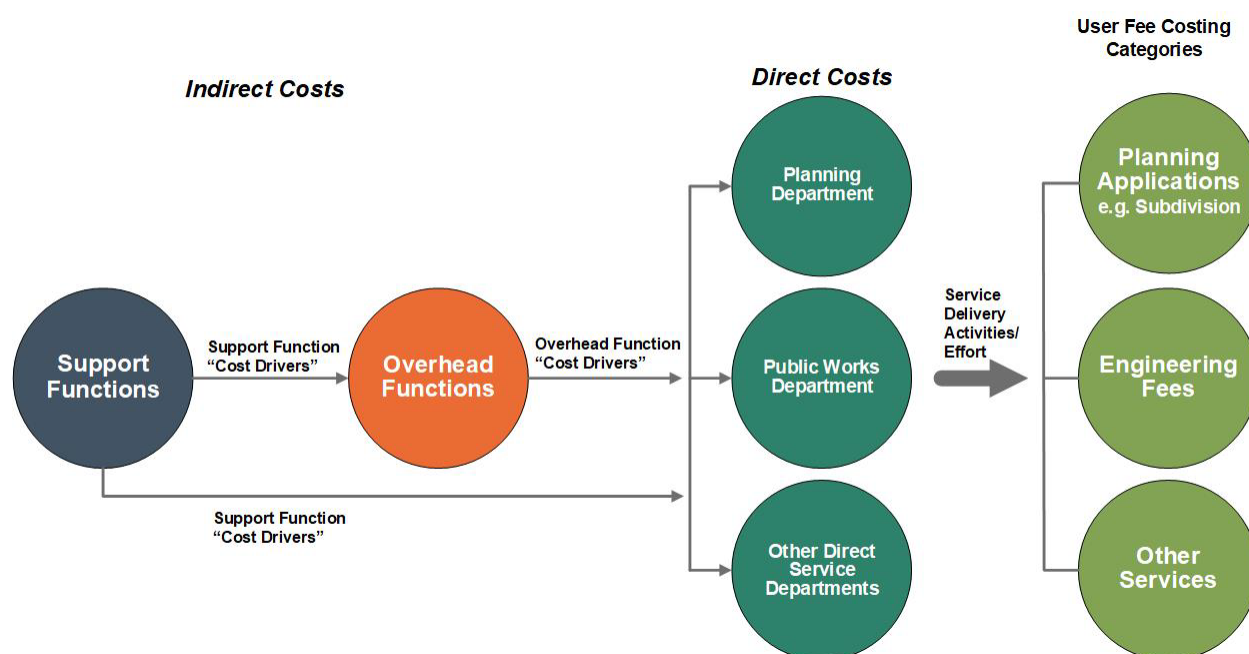 User Fee Costing
Categories
Indirect Costs
Direct Costs
Planning
Department
Planning
Applications
e.g. Subdivision
Support
Functions
Support Function
“Cost Drivers”
Overhead
Functions
Overhead Function
“Cost Drivers”
Public Works
Department
Service
Delivery
Activities/
Effort
Engineering
Fees
Support Function
“Cost Drivers”
Other Direct
Service
Departments
Other
Services